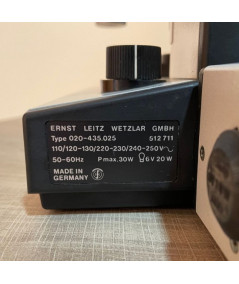 ERNST LEITZ WETZLAR GMBH
Type 020-435.025 512 711
110/120-130/220-230/240-250V~
50-60Hz Pmax.30W 6V 20W
MADE IN
GERMANY